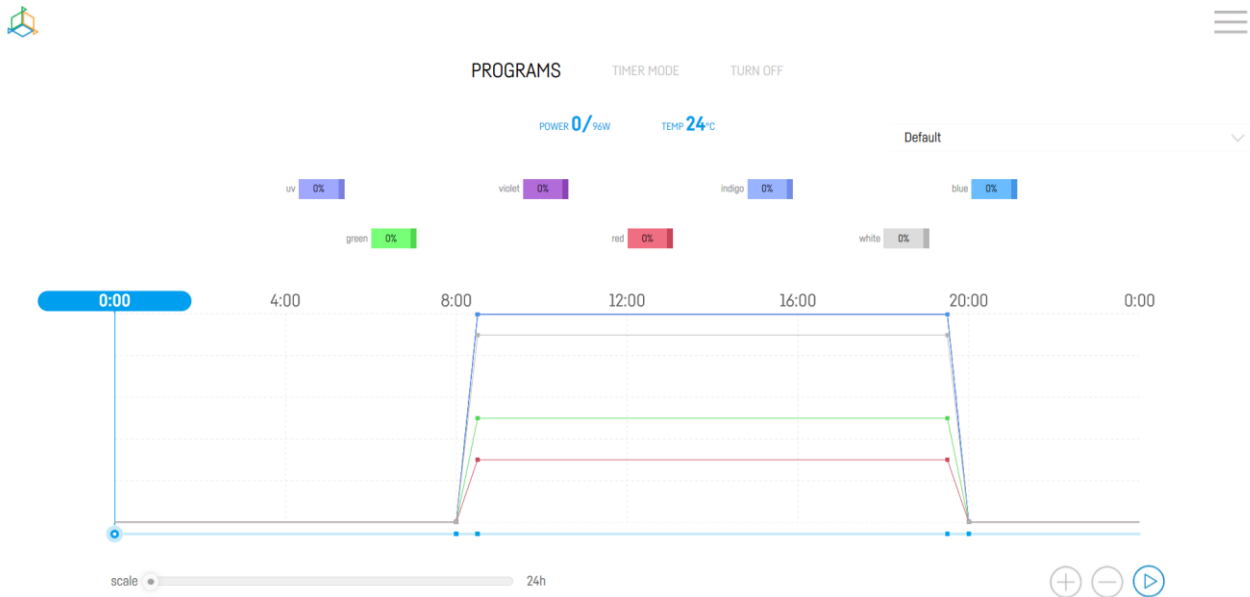 PROGRAMS TIMER MODE TURN OFF
POWER 0/96W TEMP 24°C
Default
uv 0% violet 0% indigo 0% blue 0%
green 0% red 0% white 0%
0:00 4:00 8:00 12:00 16:00 20:00 0:00
scale 24h